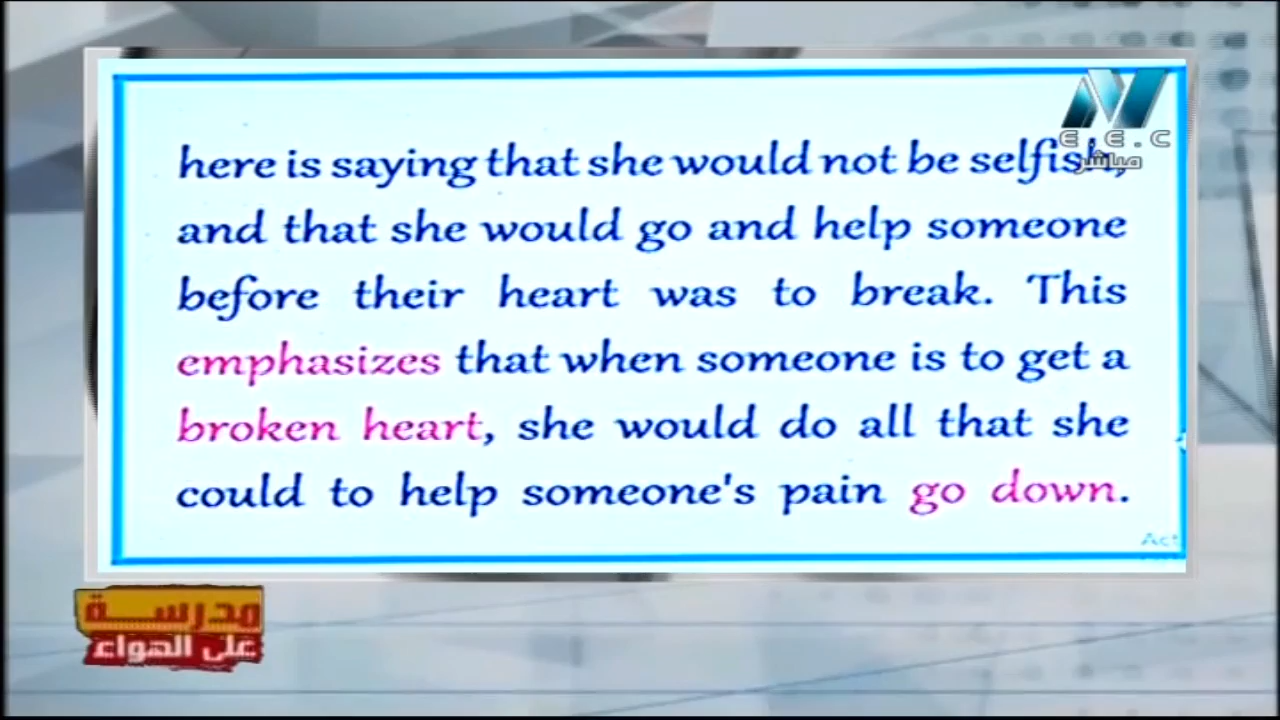 E.E.C
مباشر
here is saying that she would not be selfish,
and that she would go and help someone
before their heart was to break. This
emphasizes that when someone is to get a
broken heart, she would do all that she
could to help someone's pain go down.
Act
مدرسة
على الهواء